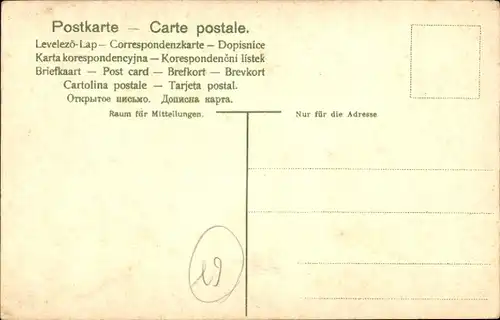 Postkarte — Carte postale.
Levelező-Lap — Correspondenzkarte — Dopisnice
Karta korespondencyjna — Korespondenční lístek
Briefkaart — Post card — Brefkort — Brevkort
Cartolina postale — Tarjeta postal.
Открытое письмо. Дописна карта.
Raum für Mitteilungen.
Nur für die Adresse
19